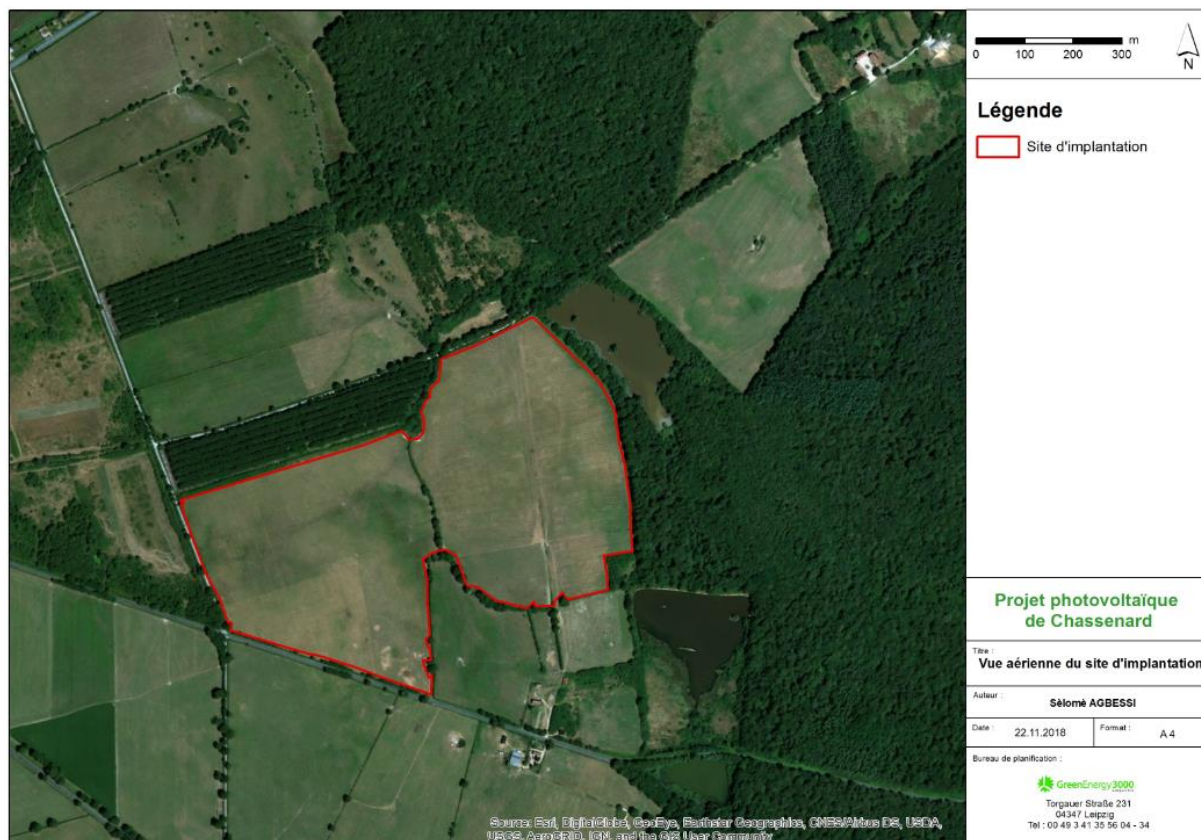 m
0 100 200 300
N
Légende
Site d'implantation
Projet photovoltaïque
de Chassenard
Titre :
Vue aérienne du site d'implantation
Auteur :
Sèlomè AGBESSI
Date : 22.11.2018 Format : A 4
Bureau de planification :
GreenEnergy3000
Torgauer Straße 231
04347 Leipzig
Tel : 00 49 3 41 35 56 04 - 34
Source: Esri, DigitalGlobe, GeoEye, Earthstar Geographics, CNES/Airbus DS, USDA,
USGS, AeroGRID, IGN, and the GIS User Community